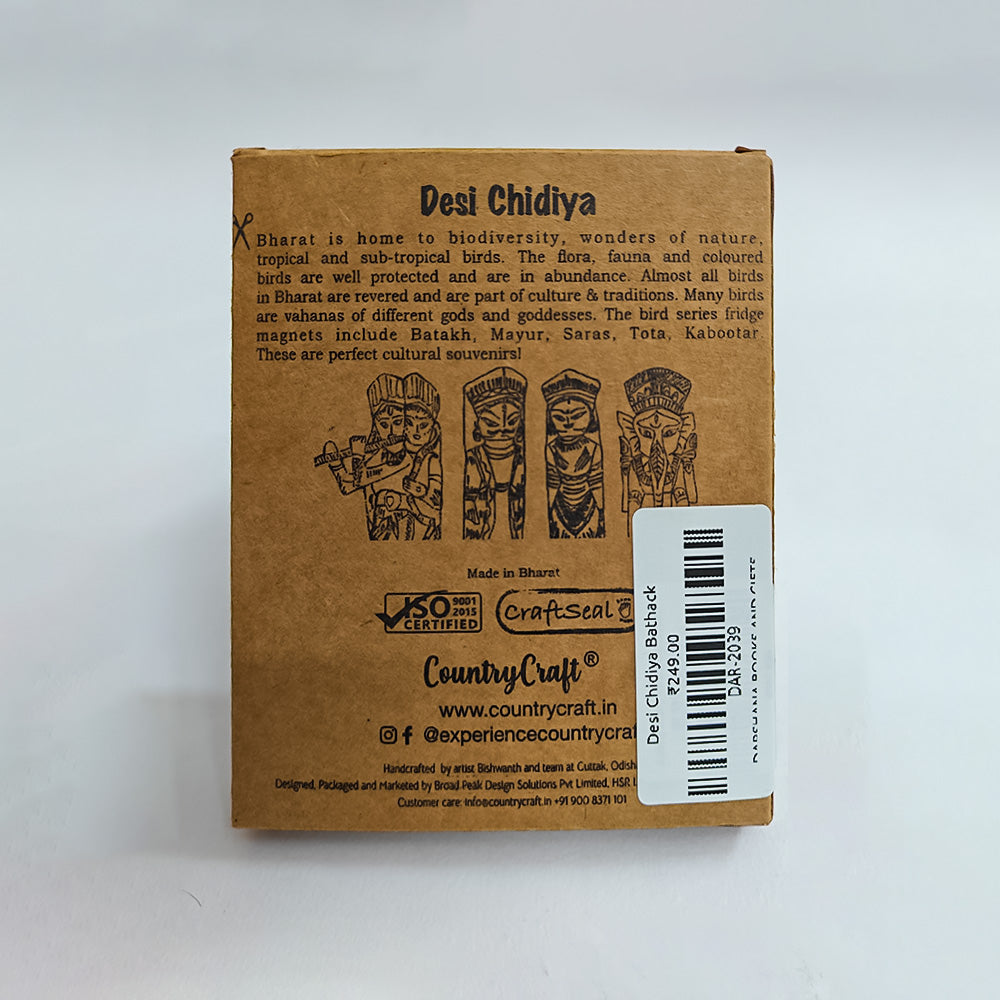 Desi Chidiya
Bharat is home to biodiversity, wonders of nature,
tropical and sub-tropical birds. The flora, fauna and coloured
birds are well protected and are in abundance. Almost all birds
in Bharat are revered and are part of culture & traditions. Many birds
are vahanas of different gods and goddesses. The bird series fridge
magnets include Batakh, Mayur, Saras, Tota, Kabootar.
These are perfect cultural souvenirs!
Made in Bharat
ISO 9001 2015 CERTIFIED
CraftSeal
CountryCraft®
www.countrycraft.in
@experiencecountrycraf
Handcrafted by artist Bishwanth and team at Cuttak, Odish
Designed, Packaged and Marketed by Broad Peak Design Solutions Pvt Limited, HSR
Customer care: info@countrycraft.in +91 900 8371 101
Desi Chidiya Bathack
₹249.00
DAR-2039
DARSHANA BOOKS AND GIFTS